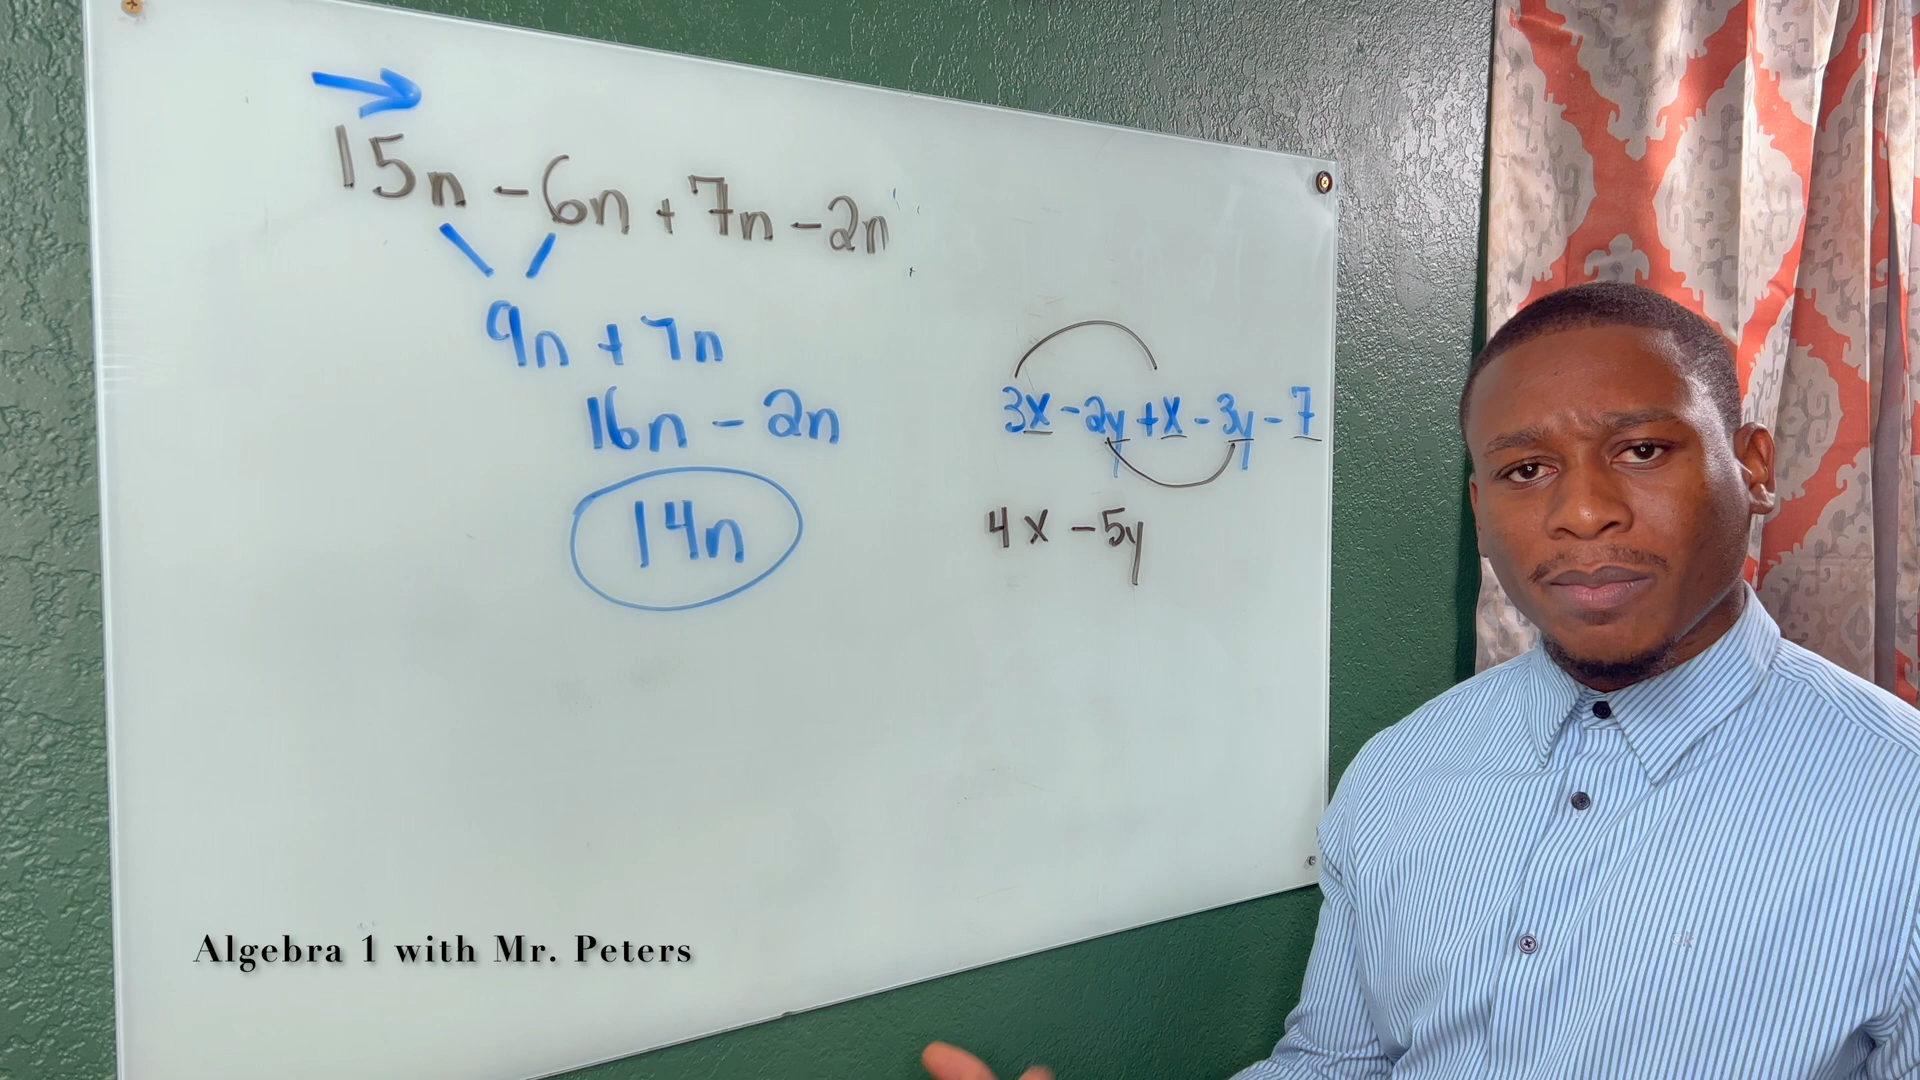 15n - 6n + 7n - 2n
9n + 7n
16n - 2n
14n
3x - 2y + x - 3y - 7
4x - 5y
Algebra 1 with Mr. Peters